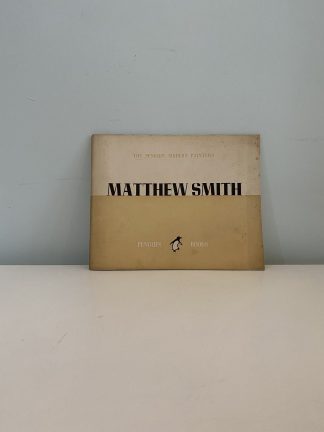 THE PENGUIN MODERN PAINTERS
MATTHEW SMITH
PENGUIN BOOKS